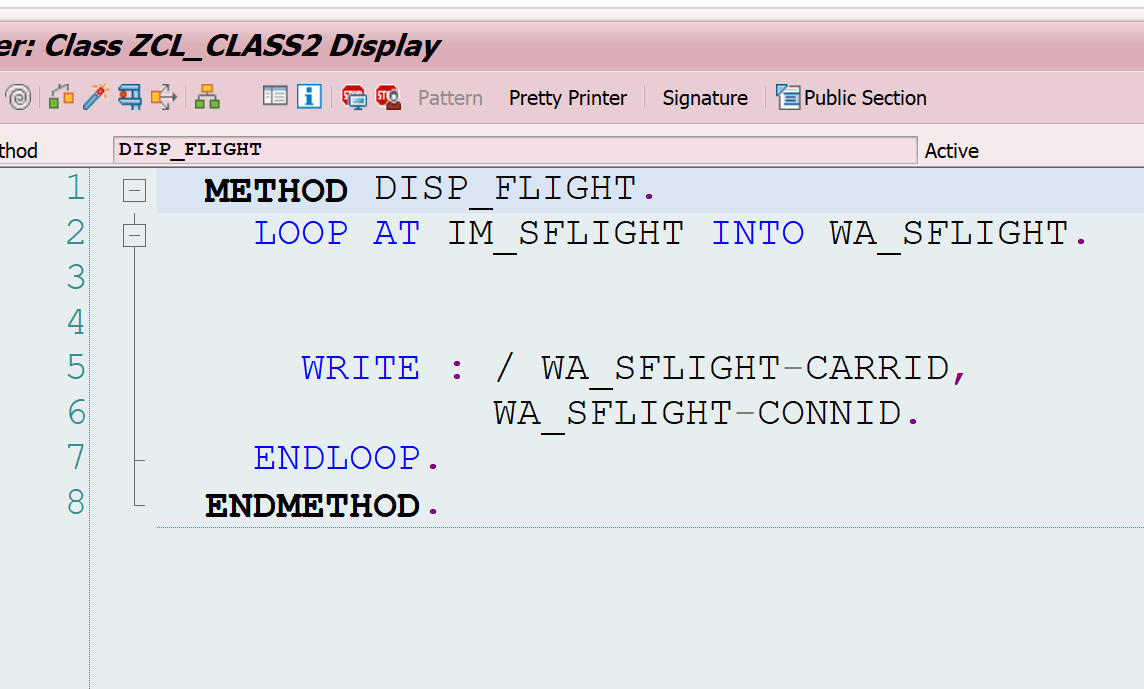 er: Class ZCL_CLASS2 Display
Pattern Pretty Printer Signature Public Section
thod DISP_FLIGHT Active
1 METHOD DISP_FLIGHT.
2 LOOP AT IM_SFLIGHT INTO WA_SFLIGHT.
3
4
5 WRITE : / WA_SFLIGHT-CARRID,
6 WA_SFLIGHT-CONNID.
7 ENDLOOP.
8 ENDMETHOD.